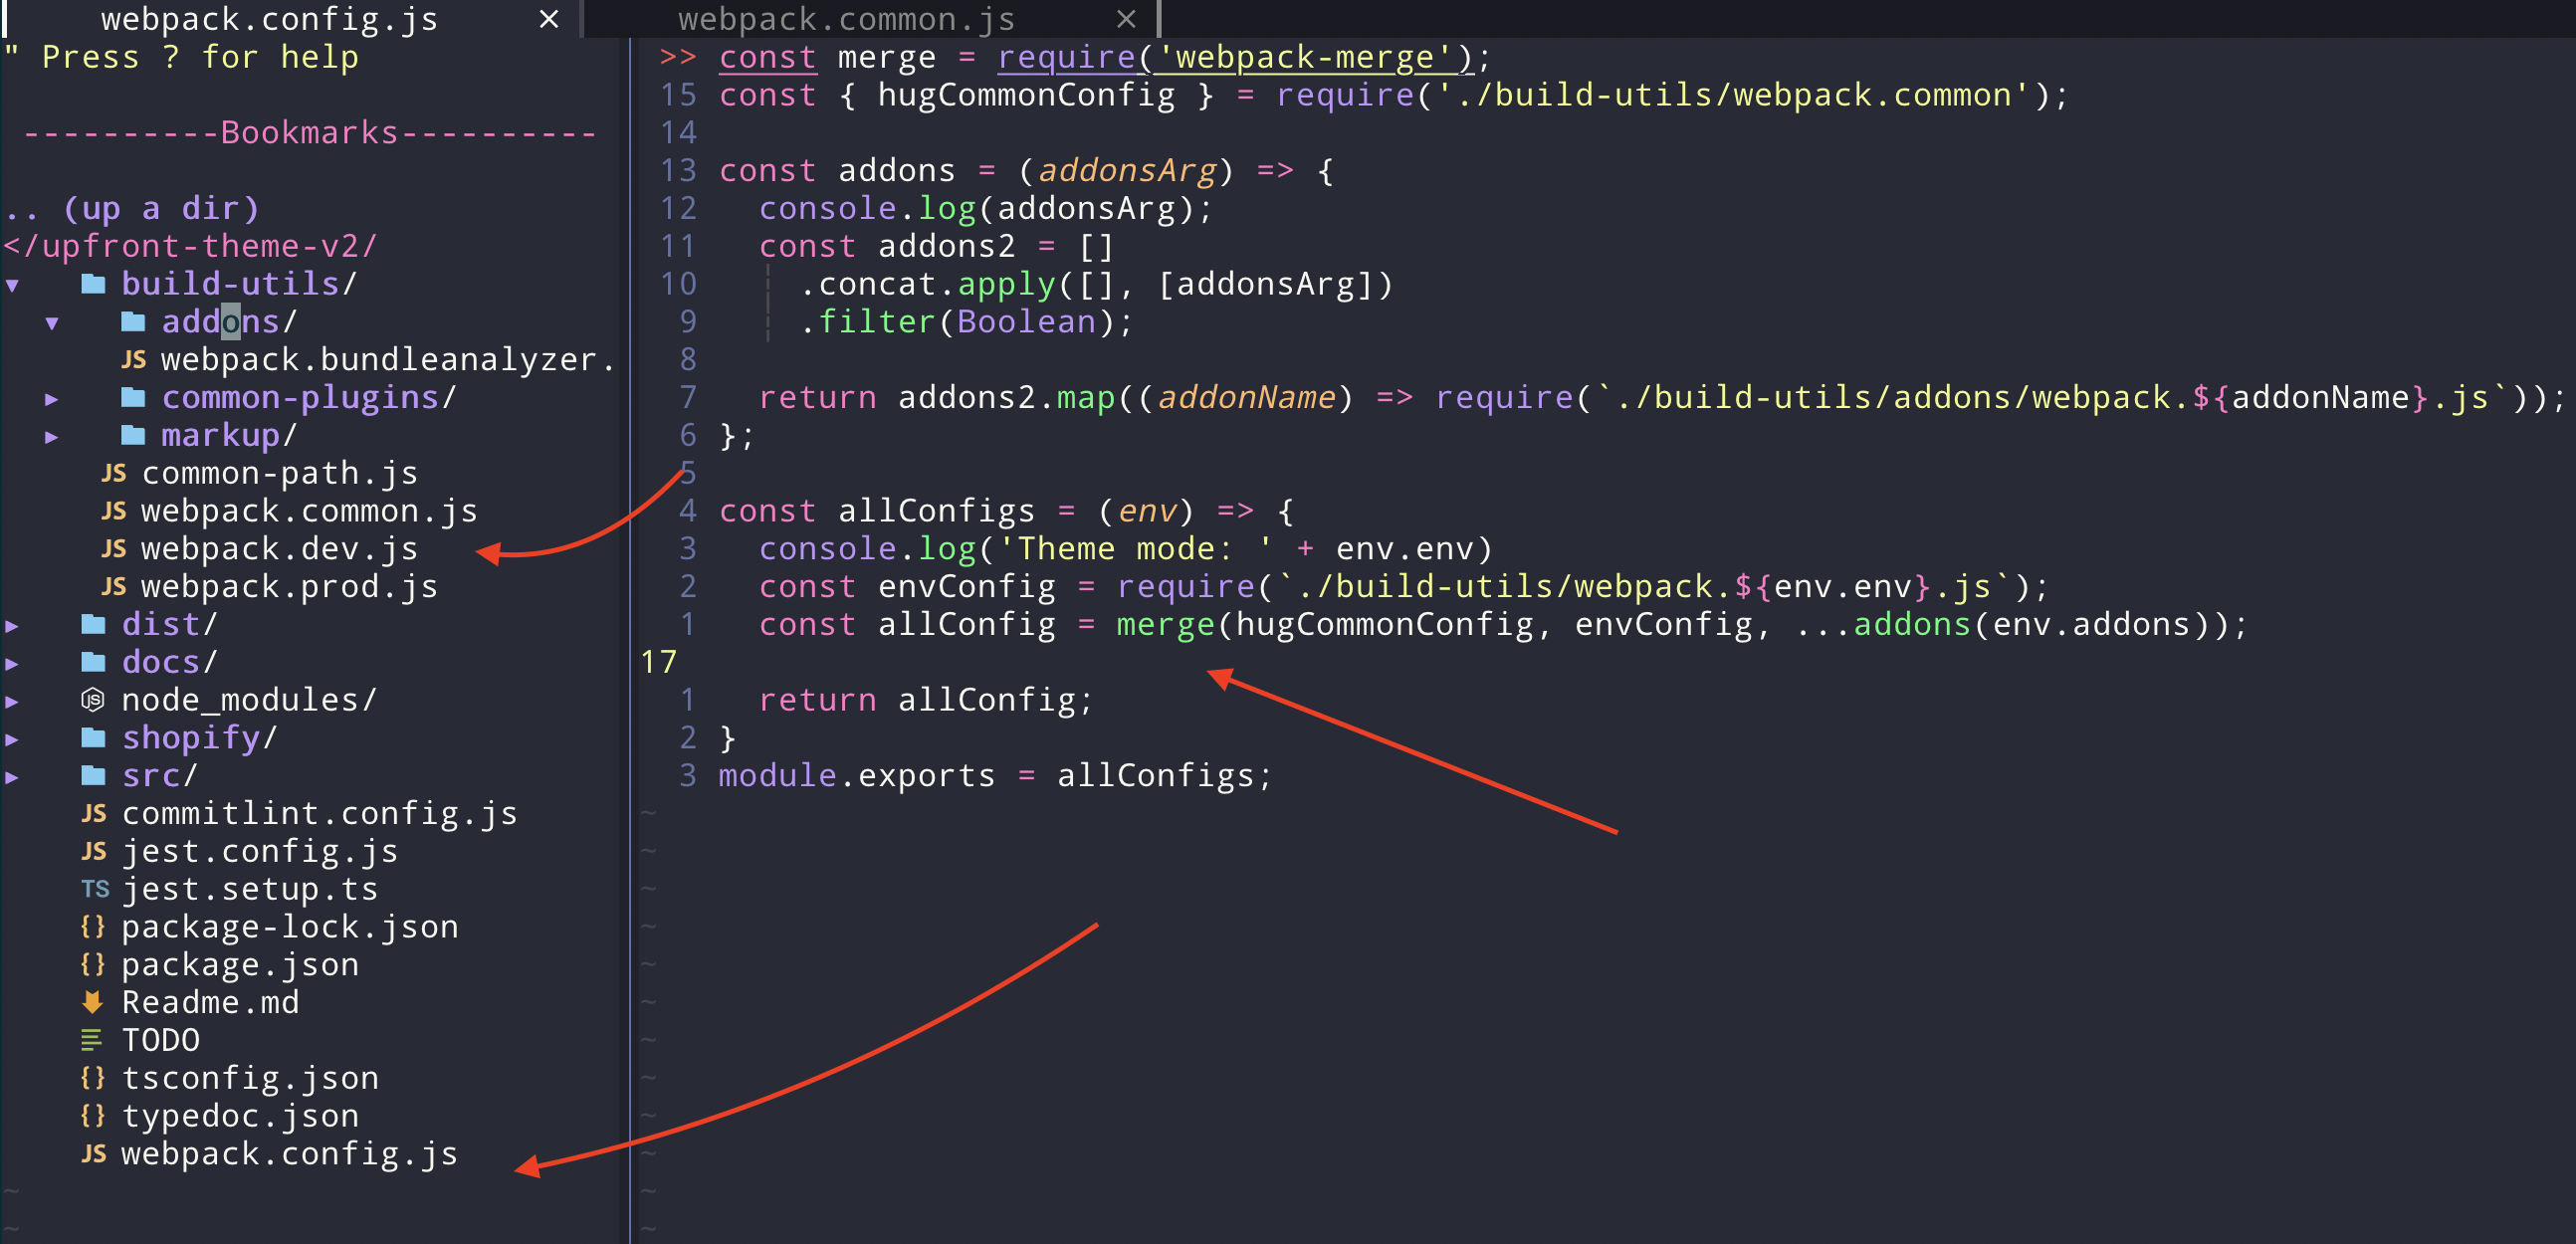 webpack.config.js ×
webpack.common.js ×
" Press ? for help
----------Bookmarks----------
.. (up a dir)
</upfront-theme-v2/
▾ build-utils/
▾ addons/
JS webpack.bundleanalyzer.
▸ common-plugins/
▸ markup/
JS common-path.js
JS webpack.common.js
JS webpack.dev.js
JS webpack.prod.js
▸ dist/
▸ docs/
▸ node_modules/
▸ shopify/
▸ src/
JS commitlint.config.js
JS jest.config.js
TS jest.setup.ts
{} package-lock.json
{} package.json
Readme.md
TODO
{} tsconfig.json
{} typedoc.json
JS webpack.config.js
~
~
>> const merge = require('webpack-merge');
15 const { hugCommonConfig } = require('./build-utils/webpack.common');
14
13 const addons = (addonsArg) => {
12   console.log(addonsArg);
11   const addons2 = []
10     .concat.apply([], [addonsArg])
9     .filter(Boolean);
8
7   return addons2.map((addonName) => require(`./build-utils/addons/webpack.${addonName}.js`));
6 };
5
4 const allConfigs = (env) => {
3   console.log('Theme mode: ' + env.env)
2   const envConfig = require(`./build-utils/webpack.${env.env}.js`);
1   const allConfig = merge(hugCommonConfig, envConfig, ...addons(env.addons));
17
1   return allConfig;
2 }
3 module.exports = allConfigs;
~
~
~
~
~
~
~
~
~
~
~
~